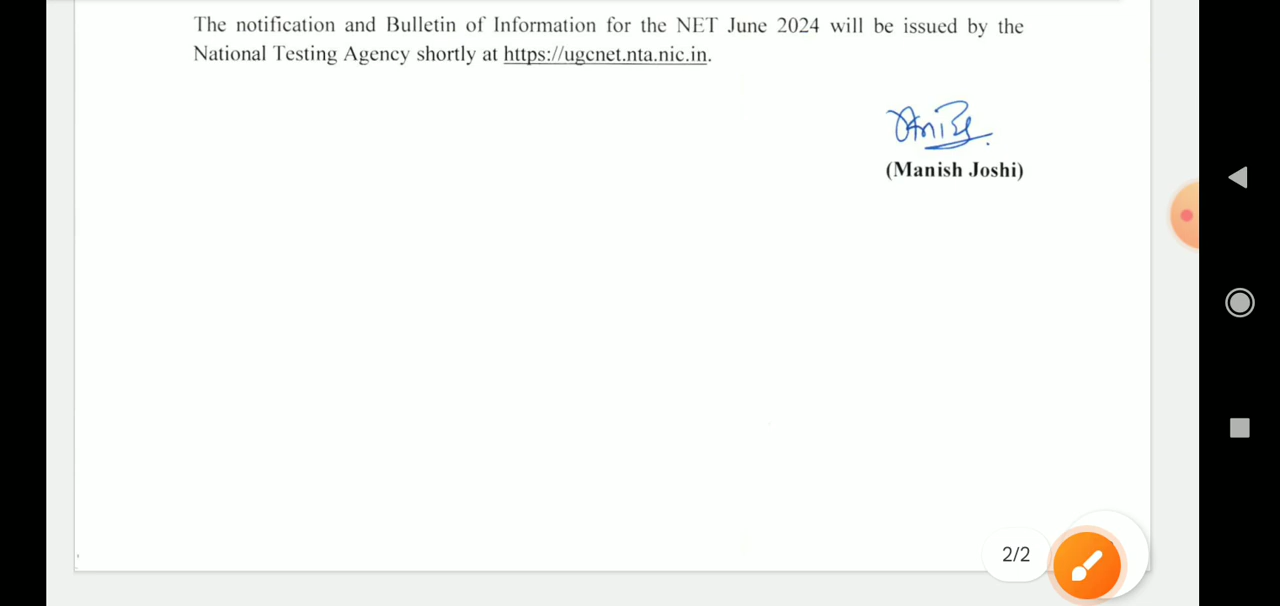 The notification and Bulletin of Information for the NET June 2024 will be issued by the
National Testing Agency shortly at https://ugcnet.nta.nic.in.
(Manish Joshi)
2/2